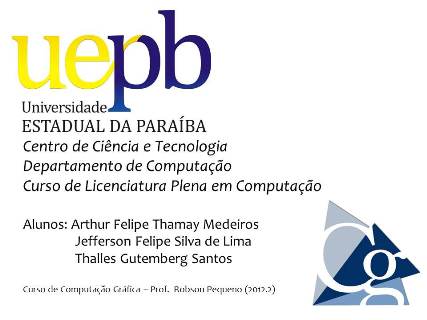 uepb
Universidade
ESTADUAL DA PARAÍBA
Centro de Ciência e Tecnologia
Departamento de Computação
Curso de Licenciatura Plena em Computação
Alunos: Arthur Felipe Thamay Medeiros
Jefferson Felipe Silva de Lima
Thalles Gutemberg Santos
Cg
Curso de Computação Gráfica – Prof. Robson Pequeno (2012.2)